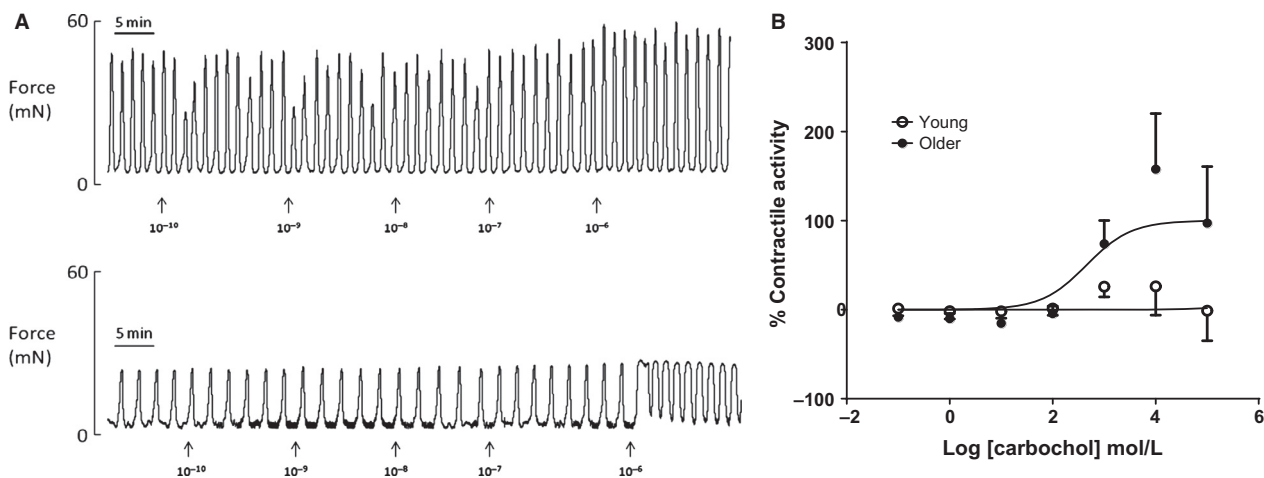 A
60
5 min
Force
(mN)
0
10⁻¹⁰ 10⁻⁹ 10⁻⁸ 10⁻⁷ 10⁻⁶
60
5 min
Force
(mN)
0
10⁻¹⁰ 10⁻⁹ 10⁻⁸ 10⁻⁷ 10⁻⁶
B
300
200
100
0
–100
% Contractile activity
Young
Older
–2 0 2 4 6
Log [carbochol] mol/L